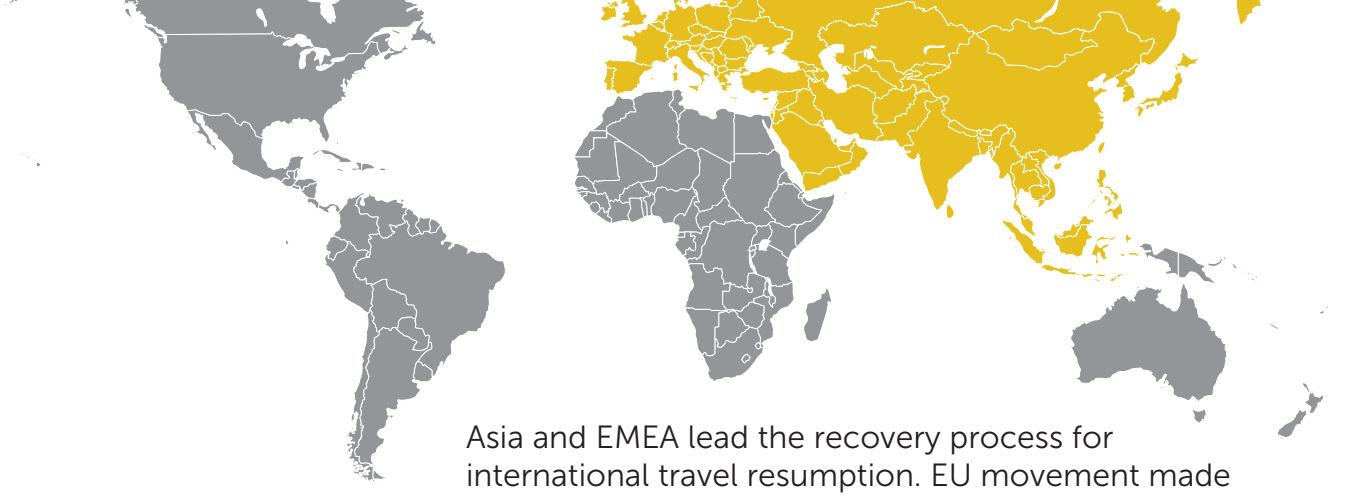 Asia and EMEA lead the recovery process for
international travel resumption. EU movement made